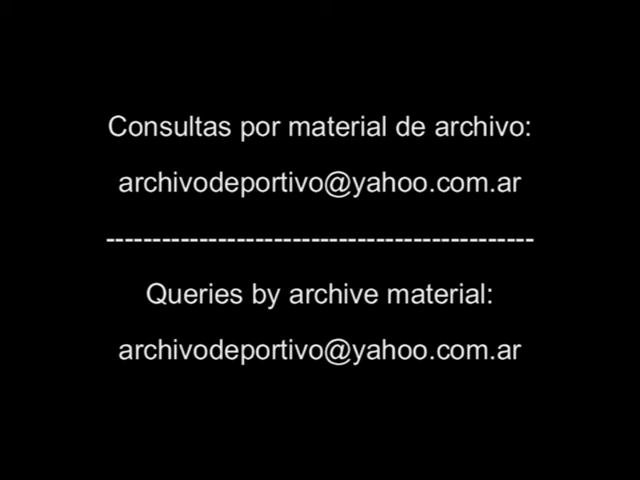 Consultas por material de archivo:
archivodeportivo@yahoo.com.ar
-----------------------------------------------
Queries by archive material:
archivodeportivo@yahoo.com.ar